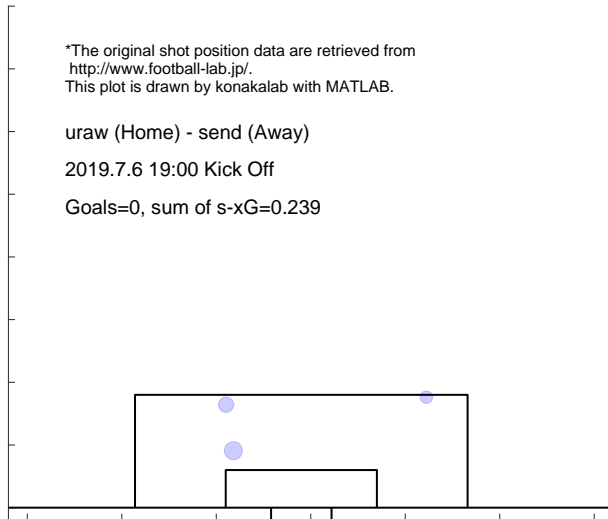 *The original shot position data are retrieved from
http://www.football-lab.jp/.
This plot is drawn by konakalab with MATLAB.
uraw (Home) - send (Away)
2019.7.6 19:00 Kick Off
Goals=0, sum of s-xG=0.239